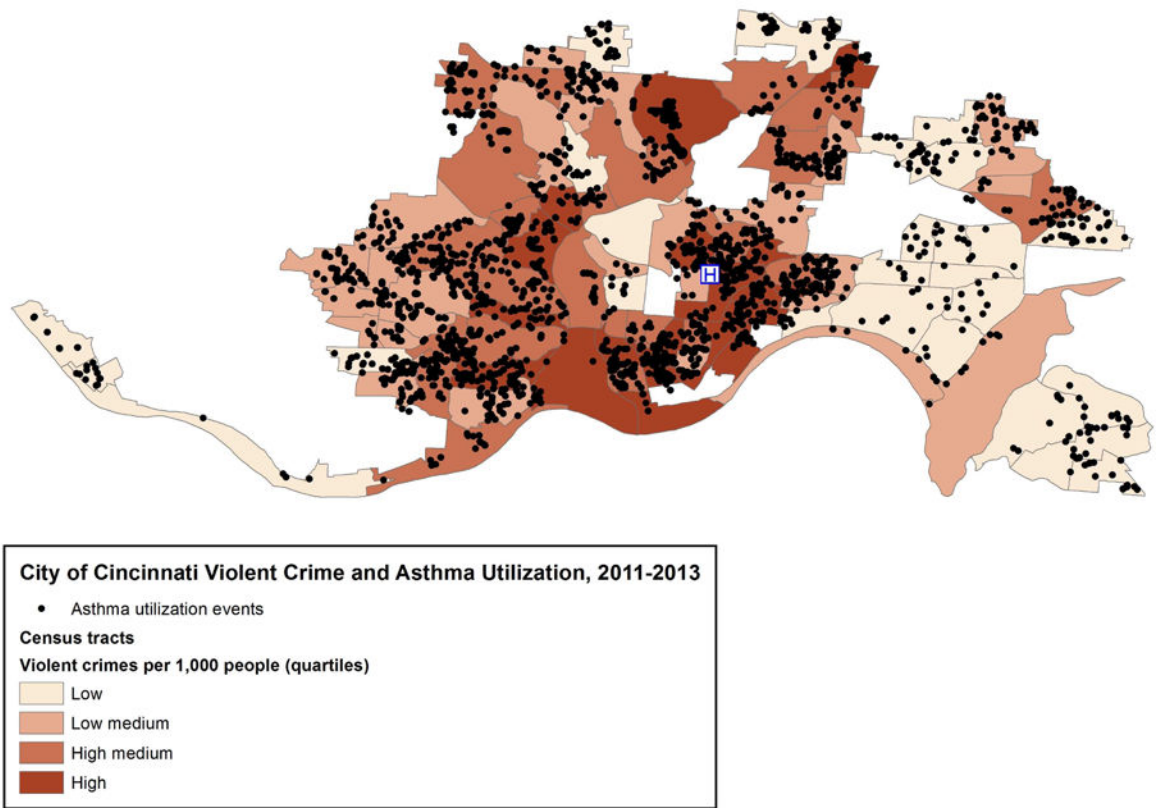 H
City of Cincinnati Violent Crime and Asthma Utilization, 2011-2013
Asthma utilization events
Census tracts
Violent crimes per 1,000 people (quartiles)
Low
Low medium
High medium
High